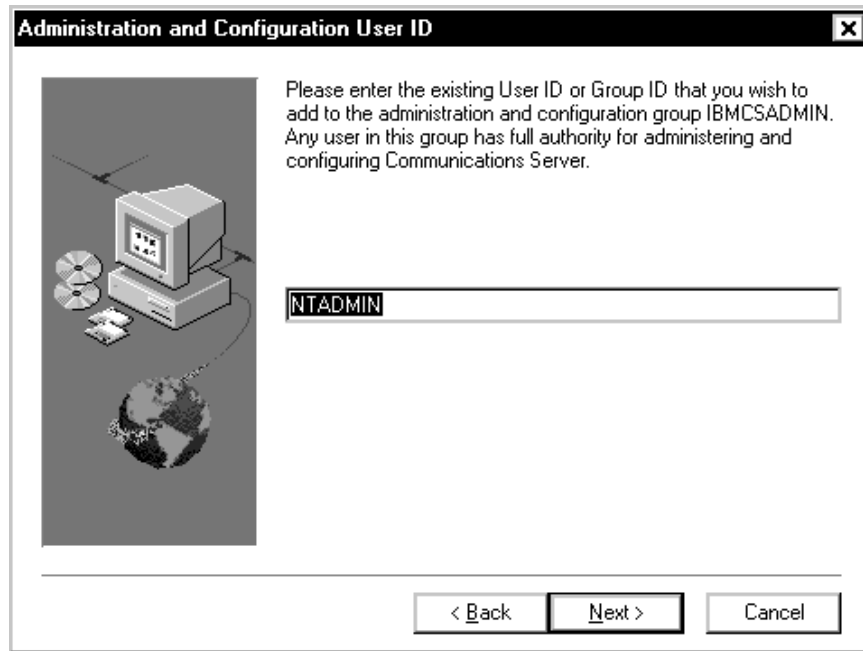 Administration and Configuration User ID
Please enter the existing User ID or Group ID that you wish to
add to the administration and configuration group IBMCSADMIN.
Any user in this group has full authority for administering and
configuring Communications Server.
NTADMIN
< Back
Next >
Cancel